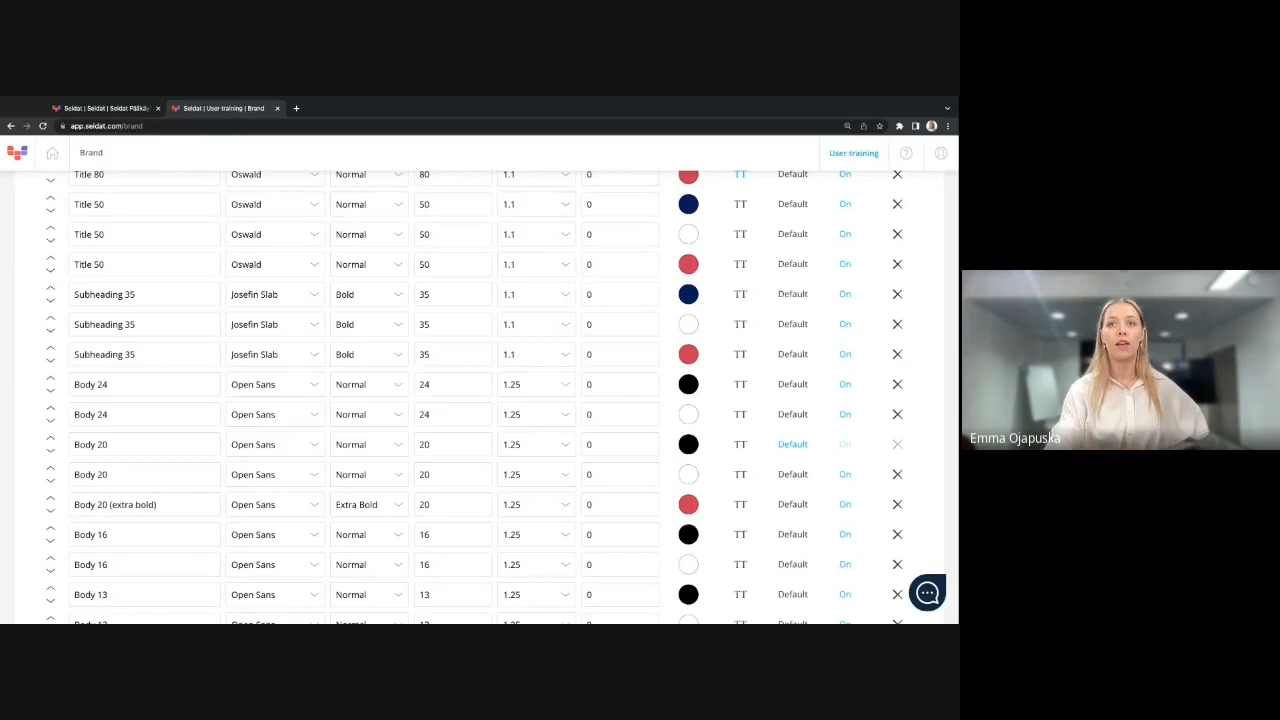 Seidat | Seidat | Seidat Pääkäy
Seidat | User training | Brand
app.seidat.com/brand
Brand
User training
Title 80 Oswald Normal 80 1.1 0 TT Default On
Title 50 Oswald Normal 50 1.1 0 TT Default On
Title 50 Oswald Normal 50 1.1 0 TT Default On
Title 50 Oswald Normal 50 1.1 0 TT Default On
Subheading 35 Josefin Slab Bold 35 1.1 0 TT Default On
Subheading 35 Josefin Slab Bold 35 1.1 0 TT Default On
Subheading 35 Josefin Slab Bold 35 1.1 0 TT Default On
Body 24 Open Sans Normal 24 1.25 0 TT Default On
Body 24 Open Sans Normal 24 1.25 0 TT Default On
Body 20 Open Sans Normal 20 1.25 0 TT Default On
Body 20 Open Sans Normal 20 1.25 0 TT Default On
Body 20 (extra bold) Open Sans Extra Bold 20 1.25 0 TT Default On
Body 16 Open Sans Normal 16 1.25 0 TT Default On
Body 16 Open Sans Normal 16 1.25 0 TT Default On
Body 13 Open Sans Normal 13 1.25 0 TT Default On
Emma Ojapuska